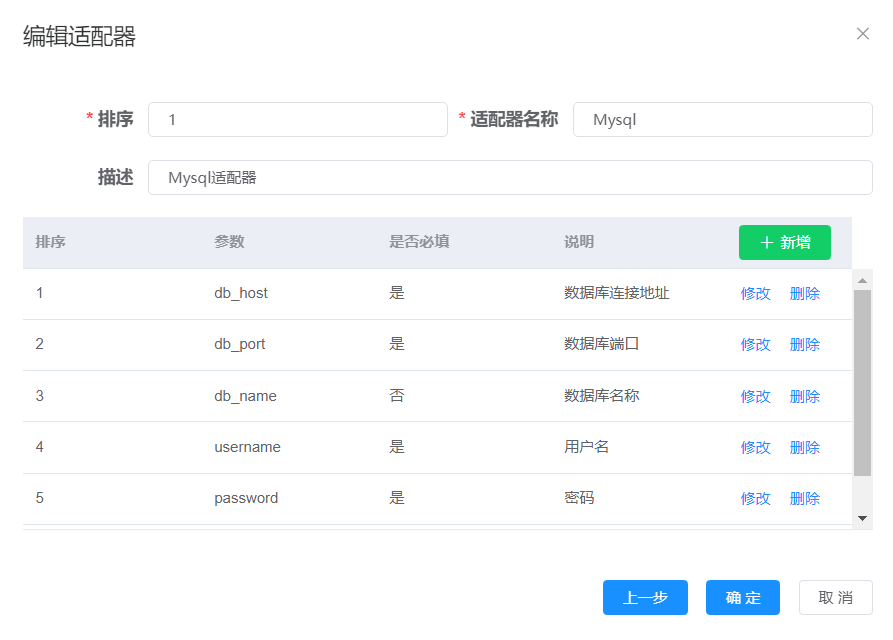 编辑适配器
* 排序 1 * 适配器名称 Mysql
描述 Mysql适配器
排序 参数 是否必填 说明 + 新增
1 db_host 是 数据库连接地址 修改 删除
2 db_port 是 数据库端口 修改 删除
3 db_name 否 数据库名称 修改 删除
4 username 是 用户名 修改 删除
5 password 是 密码 修改 删除
上一步 确 定 取 消